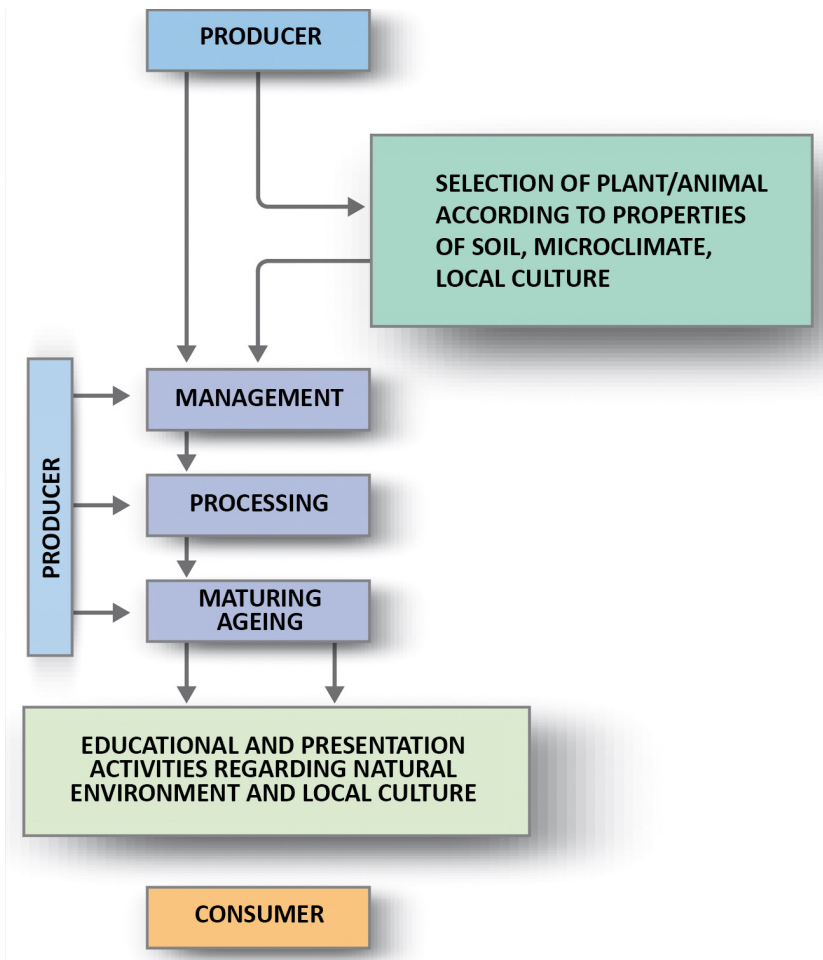 PRODUCER
SELECTION OF PLANT/ANIMAL
ACCORDING TO PROPERTIES
OF SOIL, MICROCLIMATE,
LOCAL CULTURE
PRODUCER
MANAGEMENT
PROCESSING
MATURING
AGEING
EDUCATIONAL AND PRESENTATION
ACTIVITIES REGARDING NATURAL
ENVIRONMENT AND LOCAL CULTURE
CONSUMER